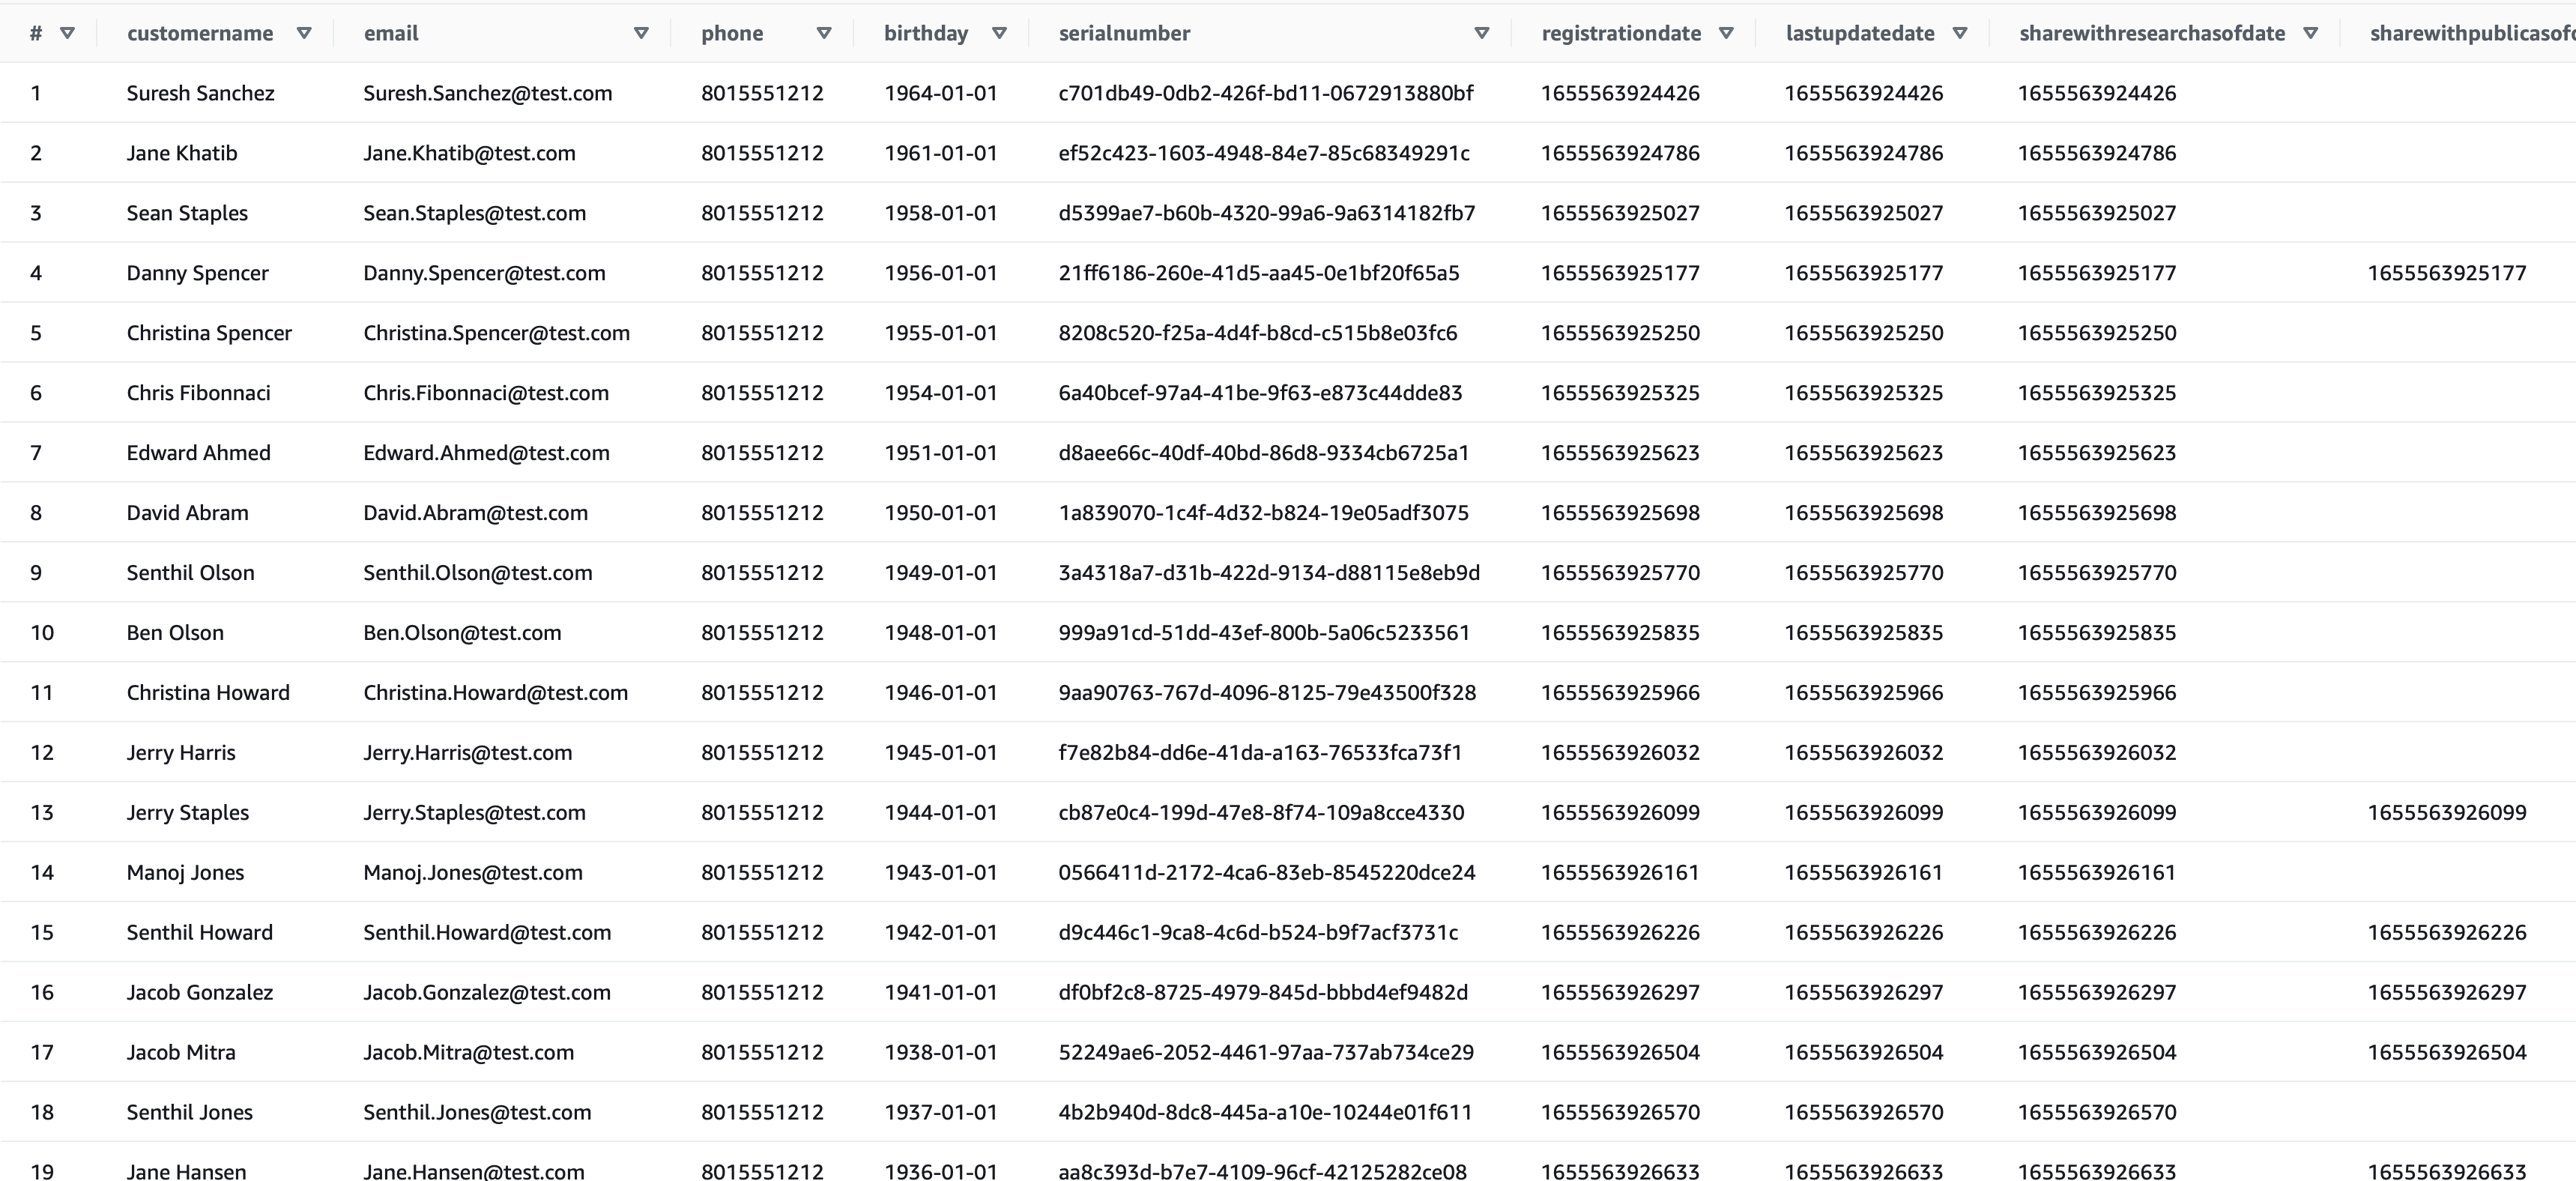 # customername email phone birthday serialnumber registrationdate lastupdatedate sharewithresearchasofdate sharewithpublicasof
1 Suresh Sanchez Suresh.Sanchez@test.com 8015551212 1964-01-01 c701db49-0db2-426f-bd11-0672913880bf 1655563924426 1655563924426 1655563924426
2 Jane Khatib Jane.Khatib@test.com 8015551212 1961-01-01 ef52c423-1603-4948-84e7-85c68349291c 1655563924786 1655563924786 1655563924786
3 Sean Staples Sean.Staples@test.com 8015551212 1958-01-01 d5399ae7-b60b-4320-99a6-9a6314182fb7 1655563925027 1655563925027 1655563925027
4 Danny Spencer Danny.Spencer@test.com 8015551212 1956-01-01 21ff6186-260e-41d5-aa45-0e1bf20f65a5 1655563925177 1655563925177 1655563925177 1655563925177
5 Christina Spencer Christina.Spencer@test.com 8015551212 1955-01-01 8208c520-f25a-4d4f-b8cd-c515b8e03fc6 1655563925250 1655563925250 1655563925250
6 Chris Fibonnaci Chris.Fibonnaci@test.com 8015551212 1954-01-01 6a40bcef-97a4-41be-9f63-e873c44dde83 1655563925325 1655563925325 1655563925325
7 Edward Ahmed Edward.Ahmed@test.com 8015551212 1951-01-01 d8aee66c-40df-40bd-86d8-9334cb6725a1 1655563925623 1655563925623 1655563925623
8 David Abram David.Abram@test.com 8015551212 1950-01-01 1a839070-1c4f-4d32-b824-19e05adf3075 1655563925698 1655563925698 1655563925698
9 Senthil Olson Senthil.Olson@test.com 8015551212 1949-01-01 3a4318a7-d31b-422d-9134-d88115e8eb9d 1655563925770 1655563925770 1655563925770
10 Ben Olson Ben.Olson@test.com 8015551212 1948-01-01 999a91cd-51dd-43ef-800b-5a06c5233561 1655563925835 1655563925835 1655563925835
11 Christina Howard Christina.Howard@test.com 8015551212 1946-01-01 9aa90763-767d-4096-8125-79e43500f328 1655563925966 1655563925966 1655563925966
12 Jerry Harris Jerry.Harris@test.com 8015551212 1945-01-01 f7e82b84-dd6e-41da-a163-76533fca73f1 1655563926032 1655563926032 1655563926032
13 Jerry Staples Jerry.Staples@test.com 8015551212 1944-01-01 cb87e0c4-199d-47e8-8f74-109a8cce4330 1655563926099 1655563926099 1655563926099 1655563926099
14 Manoj Jones Manoj.Jones@test.com 8015551212 1943-01-01 0566411d-2172-4ca6-83eb-8545220dce24 1655563926161 1655563926161 1655563926161
15 Senthil Howard Senthil.Howard@test.com 8015551212 1942-01-01 d9c446c1-9ca8-4c6d-b524-b9f7acf3731c 1655563926226 1655563926226 1655563926226 1655563926226
16 Jacob Gonzalez Jacob.Gonzalez@test.com 8015551212 1941-01-01 df0bf2c8-8725-4979-845d-bbbd4ef9482d 1655563926297 1655563926297 1655563926297 1655563926297
17 Jacob Mitra Jacob.Mitra@test.com 8015551212 1938-01-01 52249ae6-2052-4461-97aa-737ab734ce29 1655563926504 1655563926504 1655563926504 1655563926504
18 Senthil Jones Senthil.Jones@test.com 8015551212 1937-01-01 4b2b940d-8dc8-445a-a10e-10244e01f611 1655563926570 1655563926570 1655563926570
19 Jane Hansen Jane.Hansen@test.com 8015551212 1936-01-01 aa8c393d-b7e7-4109-96cf-42125282ce08 1655563926633 1655563926633 1655563926633 1655563926633